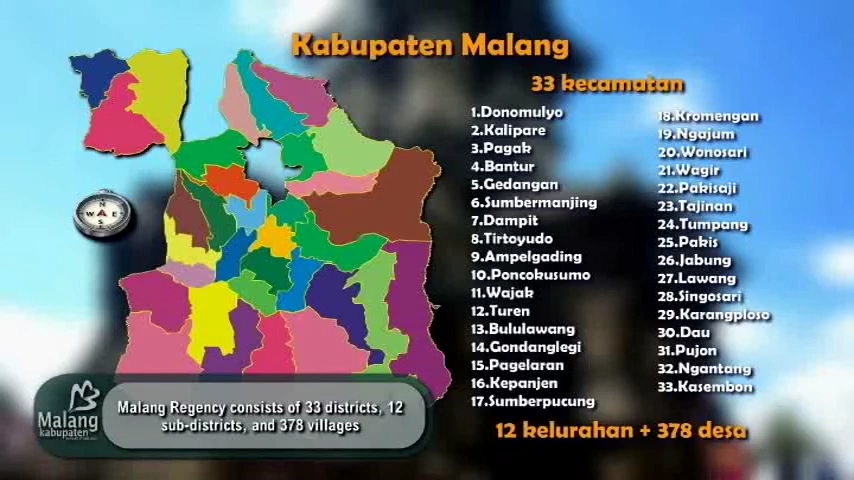 Kabupaten Malang
33 kecamatan
1.Donomulyo
2.Kalipare
3.Pagak
4.Bantur
5.Gedangan
6.Sumbermanjing
7.Dampit
8.Tirtoyudo
9.Ampelgading
10.Poncokusumo
11.Wajak
12.Turen
13.Bululawang
14.Gondanglegi
15.Pagelaran
16.Kepanjen
17.Sumberpucung
18.Kromengan
19.Ngajum
20.Wonosari
21.Wagir
22.Pakisaji
23.Tajinan
24.Tumpang
25.Pakis
26.Jabung
27.Lawang
28.Singosari
29.Karangploso
30.Dau
31.Pujon
32.Ngantang
33.Kasembon
12 kelurahan + 378 desa
N
W A E
S
Malang
kabupaten
Malang Regency consists of 33 districts, 12
sub-districts, and 378 villages